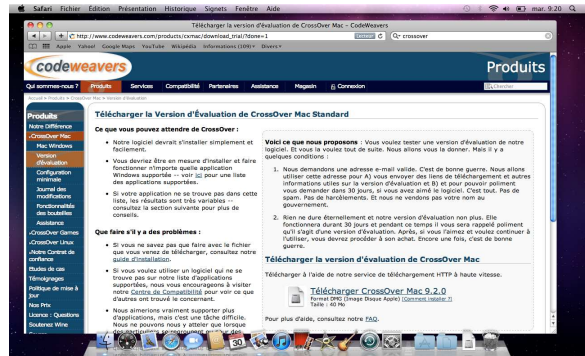 Safari Fichier Édition Présentation Historique Signets Fenêtre Aide
mar. 9:20
Télécharger la version d'évaluation de CrossOver Mac - CodeWeavers
http://www.codeweavers.com/products/cxmac/download_trial/?done=1
crossover
Apple Yahoo! Google Maps YouTube Wikipédia Informations (109) Divers
codeweavers
Produits
Qui sommes-nous ? Produits Services Compatibilité Partenaires Assistance Magasin Connexion
Chercher
Accueil > Produits > CrossOver Mac > Version d'évaluation
Produits
Notre Différence
CrossOver Mac
Mac Windows
Version
d'évaluation
Configuration
minimale
Journal des
modifications
Fonctionnalités
des bouteilles
Assistance
CrossOver Games
CrossOver Linux
Notre Contrat de
confiance
Etudes de cas
Témoignages
Politique de mise à
jour
Nos Prix
Licence : Questions
Soutenez Wine
Télécharger la Version d'Évaluation de CrossOver Mac Standard
Ce que vous pouvez attendre de CrossOver :
Notre logiciel devrait s'installer simplement et
facilement.
Vous devriez être en mesure d'installer et faire
fonctionner n'importe quelle application
Windows supportée -- voir ici pour une liste
des applications supportées.
Si votre application ne se trouve pas dans cette
liste, les résultats sont très variables --
consultez la section suivante pour plus de
conseils.
Que faire s'il y a des problèmes :
Si vous ne savez pas que faire avec le fichier
que vous venez de télécharger, consultez notre
guide d'installation.
Si vous voulez utiliser un logiciel qui ne se
trouve pas sur notre liste d'applications
supportées, nous vous encourageons à visiter
notre Centre de Compatibilité pour voir ce que
d'autres ont trouvé le concernant.
Nous aimerions vraiment supporter plus
d'applications, mais c'est une tâche difficile.
Nous ne pouvons nous y atteler que lorsque
des particuliers se regroupent
Voici ce que nous proposons : Vous voulez tester une version d'évaluation de notre
logiciel. Et vous la voulez tout de suite. Nous allons vous la donner. Mais il y a
quelques conditions :
1. Nous demandons une adresse e-mail valide. C'est de bonne guerre. Nous allons
utiliser cette adresse pour A) vous envoyer des liens de téléchargement et autres
informations utiles sur la version d'évaluation et B) et pour pouvoir poliment
vous demander dans 30 jours, si vous avez aimé le logiciel. C'est tout. Pas de
spam. Pas de harcèlements. Et nous ne vendons pas votre nom au
gouvernement.
2. Rien ne dure éternellement et notre version d'évaluation non plus. Elle
fonctionnera durant 30 jours et pendant ce temps il vous sera rappelé poliment
qu'il s'agit d'une version d'évaluation. Après, si vous l'aimez et voulez continuer à
l'utiliser, vous devrez procéder à son achat. Encore une fois, c'est de bonne
guerre.
Télécharger la version d'évaluation de CrossOver Mac
Télécharger à l'aide de notre service de téléchargement HTTP à haute vitesse.
Télécharger CrossOver Mac 9.2.0
Format DMG (Image Disque Apple) [Comment installer ?]
Taille : 40 Mo
Pour plus d'aide, consultez notre FAQ.
30